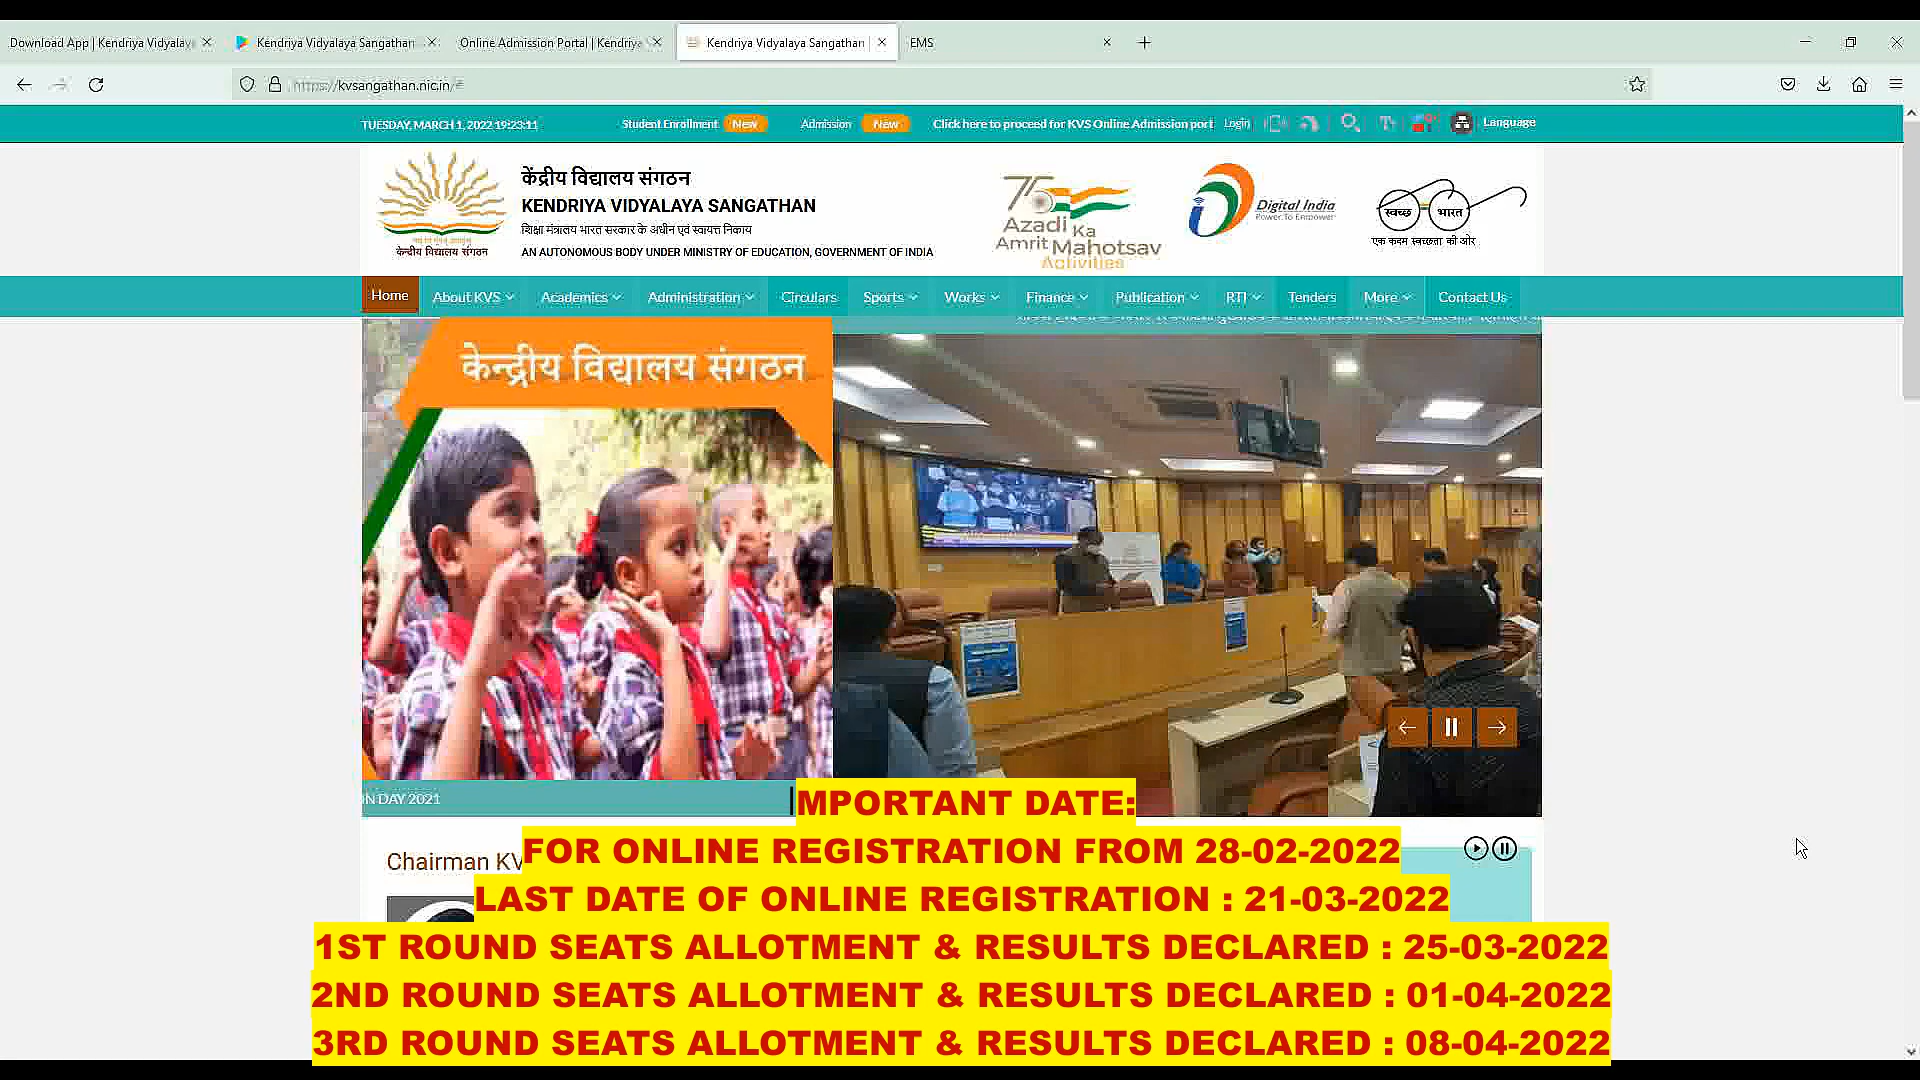 Download App | Kendriya Vidyalaya
Kendriya Vidyalaya Sangathan
Online Admission Portal | Kendriya
Kendriya Vidyalaya Sangathan |
EMS
https://kvsangathan.nic.in/#
TUESDAY, MARCH 1, 2022 19:23:11
Student Enrollment New
Admission New
Click here to proceed for KVS Online Admission port
Login
Language
केंद्रीय विद्यालय संगठन
KENDRIYA VIDYALAYA SANGATHAN
शिक्षा मंत्रालय भारत सरकार के अधीन एवं स्वायत्त निकाय
AN AUTONOMOUS BODY UNDER MINISTRY OF EDUCATION, GOVERNMENT OF INDIA
केन्द्रीय विद्यालय संगठन
75
Azadi Ka
Amrit Mahotsav
Activities
Digital India
Power To Empower
स्वच्छ भारत
एक कदम स्वच्छता की ओर
Home
About KVS
Academics
Administration
Circulars
Sports
Works
Finance
Publication
RTI
Tenders
More
Contact Us
केन्द्रीय विद्यालय संगठन
IN DAY 2021
Chairman KV
IMPORTANT DATE:
FOR ONLINE REGISTRATION FROM 28-02-2022
LAST DATE OF ONLINE REGISTRATION : 21-03-2022
1ST ROUND SEATS ALLOTMENT & RESULTS DECLARED : 25-03-2022
2ND ROUND SEATS ALLOTMENT & RESULTS DECLARED : 01-04-2022
3RD ROUND SEATS ALLOTMENT & RESULTS DECLARED : 08-04-2022